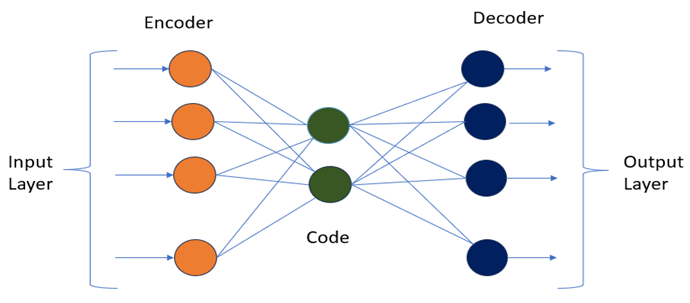 Encoder
Decoder
Input
Layer
Code
Output
Layer